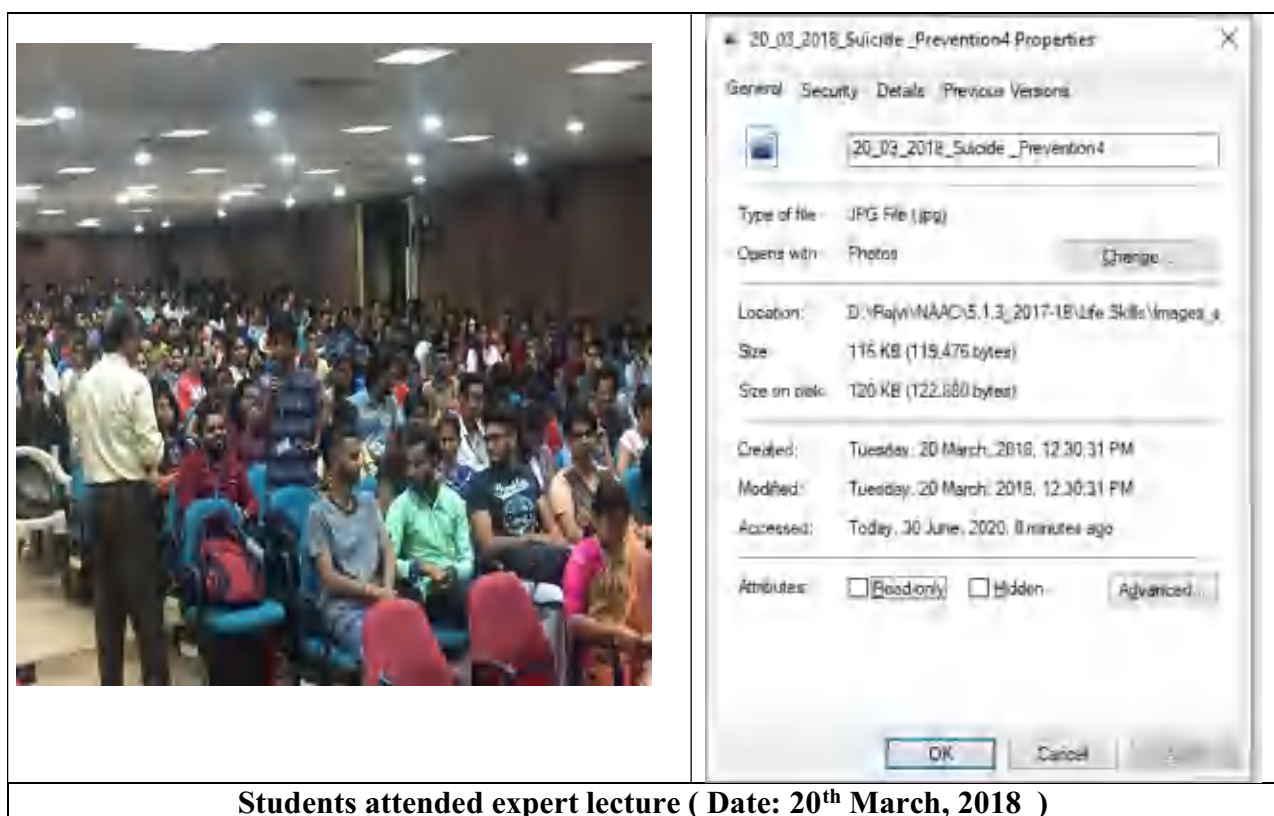 20_03_2018_Suicide _Prevention4 Properties
General Security Details Previous Versions
20_03_2018_Suicide _Prevention4
Type of file JPG File (.jpg)
Opens with: Photos Change...
Location: D:\Rajvi\NAAC\5.1.3_2017-18\Life Skills\Images_
Size 116 KB (119,476 bytes)
Size on disk: 120 KB (122,880 bytes)
Created: Tuesday, 20 March, 2018, 12:30:31 PM
Modified: Tuesday, 20 March, 2018, 12:30:31 PM
Accessed: Today, 30 June, 2020, 8 minutes ago
Attributes: Read-only Hidden Advanced...
OK Cancel
Students attended expert lecture ( Date: 20th March, 2018 )